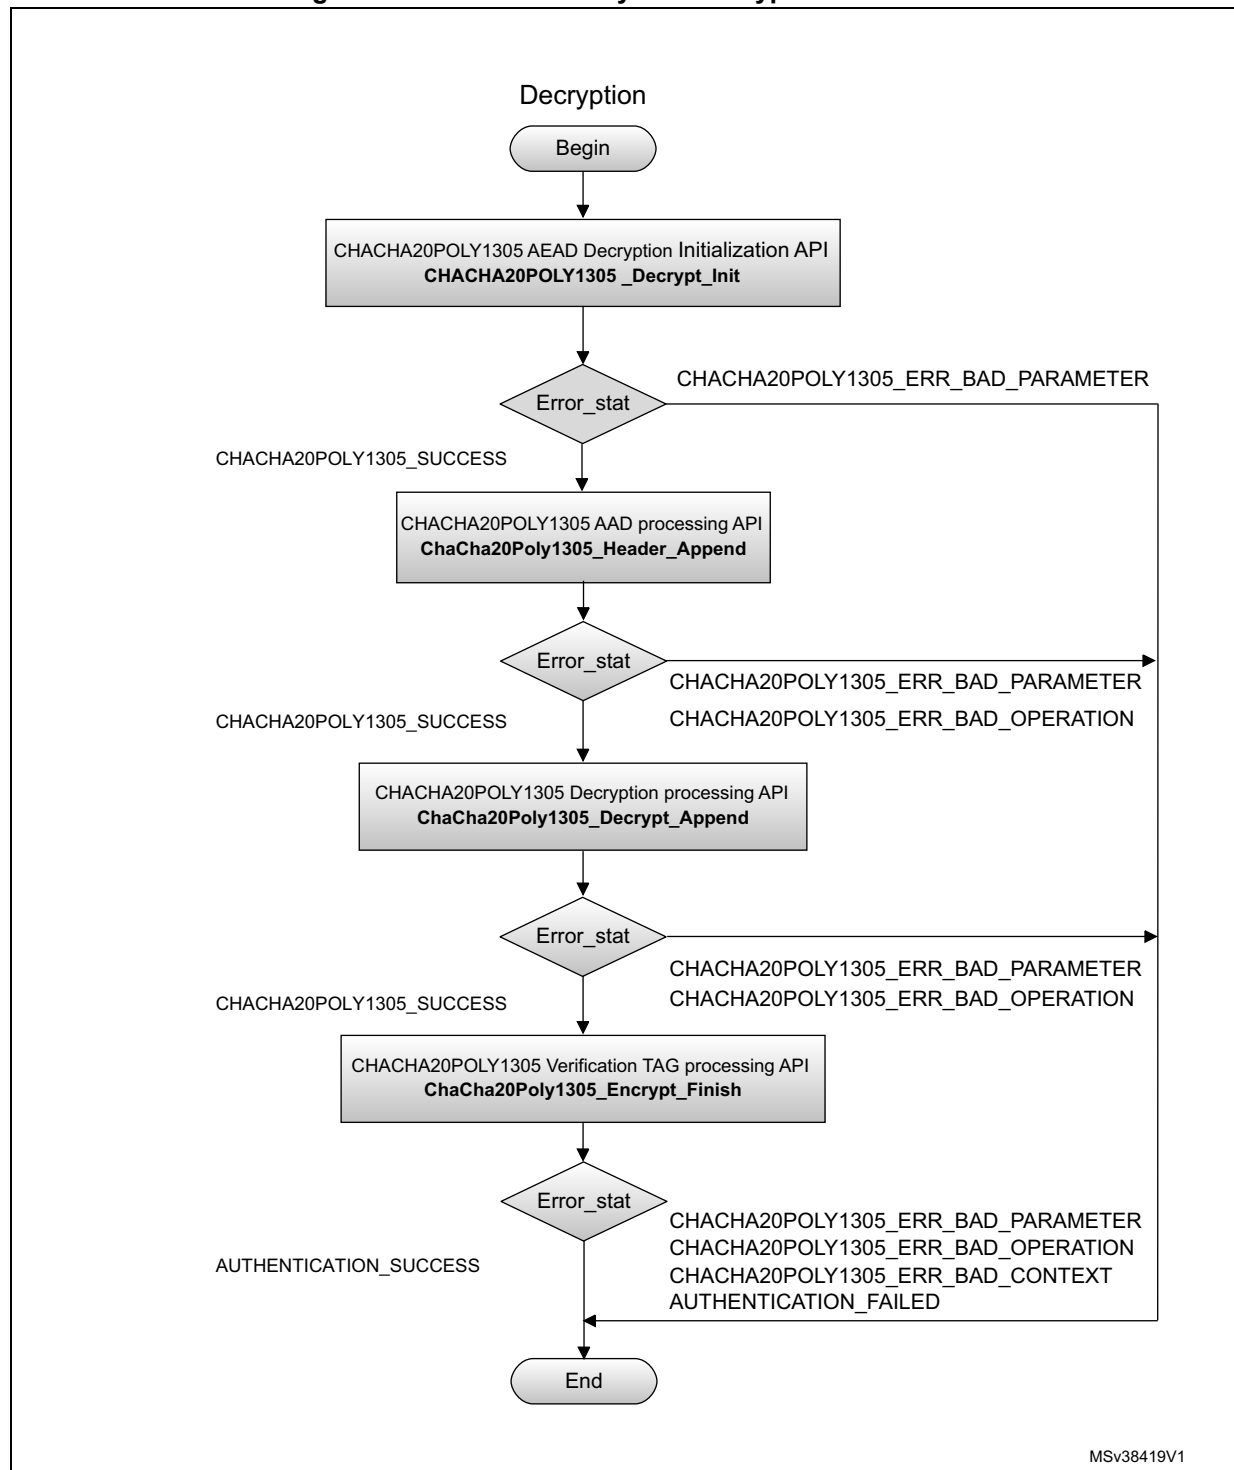 Decryption
Begin
CHACHA20POLY1305 AEAD Decryption Initialization API
CHACHA20POLY1305 _Decrypt_Init
Error_stat
CHACHA20POLY1305_ERR_BAD_PARAMETER
CHACHA20POLY1305_SUCCESS
CHACHA20POLY1305 AAD processing API
ChaCha20Poly1305_Header_Append
Error_stat
CHACHA20POLY1305_ERR_BAD_PARAMETER
CHACHA20POLY1305_SUCCESS
CHACHA20POLY1305_ERR_BAD_OPERATION
CHACHA20POLY1305 Decryption processing API
ChaCha20Poly1305_Decrypt_Append
Error_stat
CHACHA20POLY1305_ERR_BAD_PARAMETER
CHACHA20POLY1305_SUCCESS
CHACHA20POLY1305_ERR_BAD_OPERATION
CHACHA20POLY1305 Verification TAG processing API
ChaCha20Poly1305_Encrypt_Finish
Error_stat
CHACHA20POLY1305_ERR_BAD_PARAMETER
CHACHA20POLY1305_ERR_BAD_OPERATION
AUTHENTICATION_SUCCESS
CHACHA20POLY1305_ERR_BAD_CONTEXT
AUTHENTICATION_FAILED
End
MSv38419V1